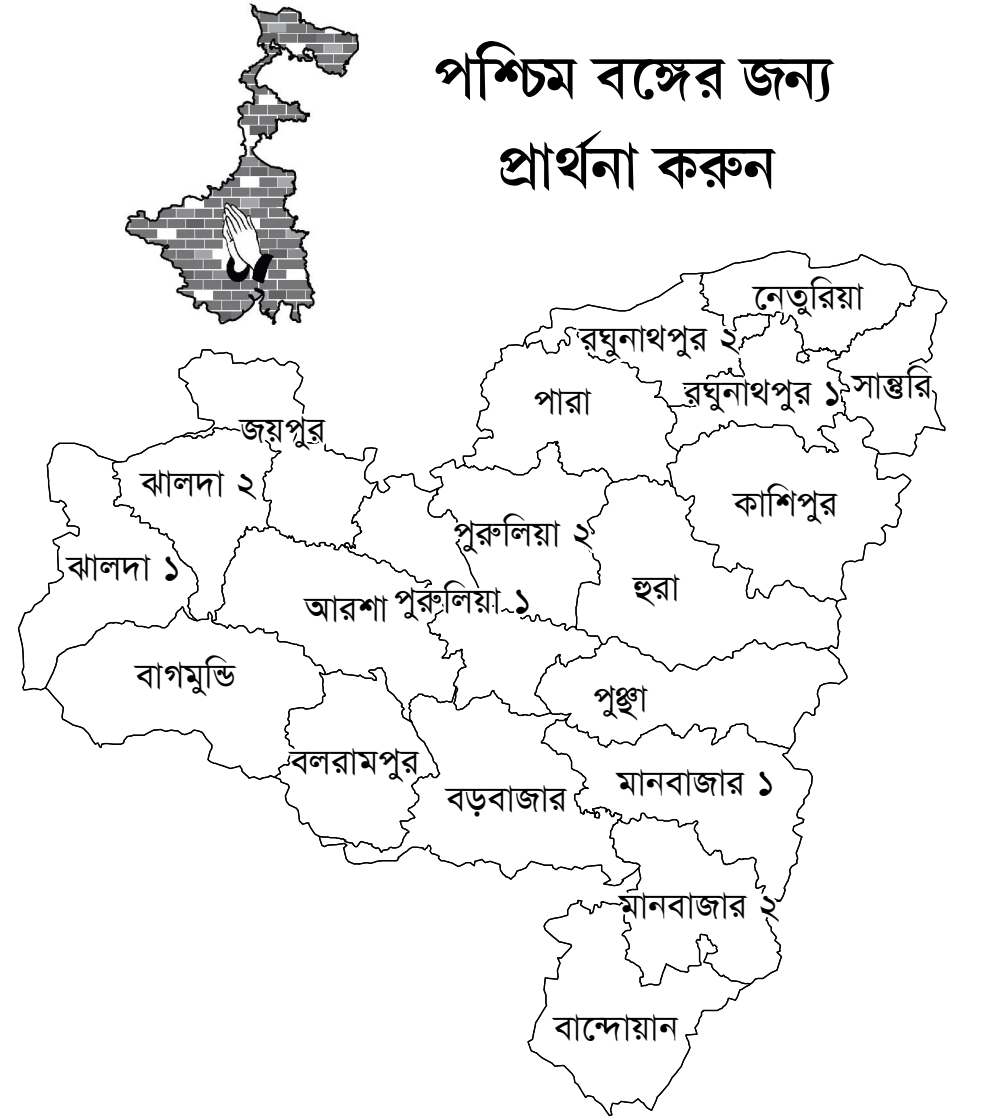 পশ্চিম বঙ্গের জন্য
প্রার্থনা করুন
নেতুরিয়া
রঘুনাথপুর ২
রঘুনাথপুর ১
সান্তুরি
পারা
জয়পুর
ঝালদা ২
কাশিপুর
পুরুলিয়া ২
ঝালদা ১
হুরা
আরশা
পুরুলিয়া ১
বাগমুন্ডি
পুঞ্ছা
বলরামপুর
মানবাজার ১
বড়বাজার
মানবাজার ২
বান্দোয়ান